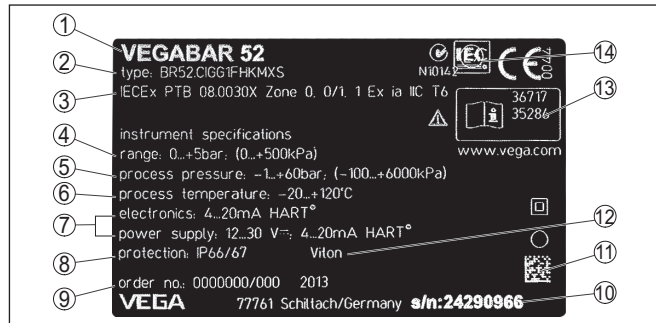 1
VEGABAR 52
2
type: BR52.CIGG1FHKMXS
NI0142
IEC
14
CE
0044
3
IECEx PTB 08.0030X Zone 0, 0/1, 1 Ex ia IIC T6
36717
35286
13
www.vega.com
instrument specifications
4
range: 0...+5bar; (0...+500kPa)
5
process pressure: -1...+60bar; (-100...+6000kPa)
6
process temperature: -20...+120°C
7
electronics: 4...20mA HART®
power supply: 12...30 V⎓; 4...20mA HART®
12
8
protection: IP66/67 Viton
11
9
order no.: 0000000/000 2013
VEGA 77761 Schiltach/Germany s/n:24290966
10